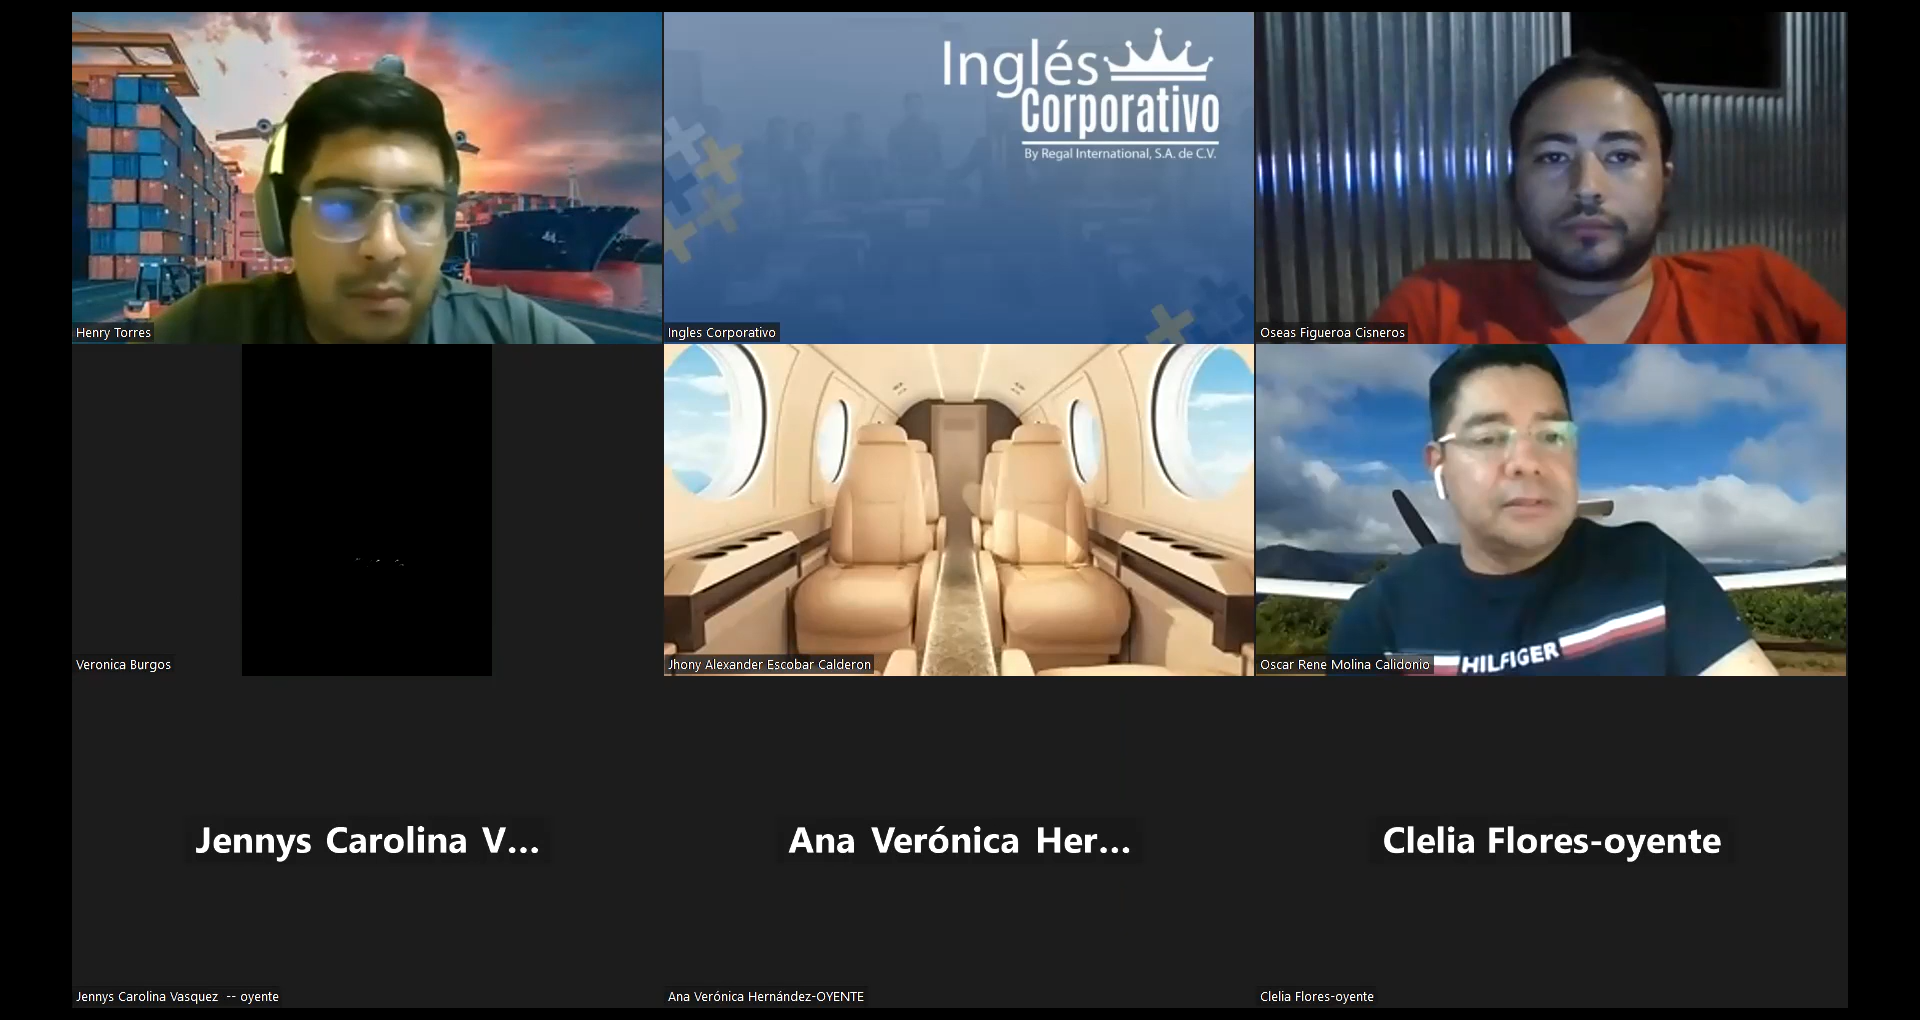 Inglés
Corporativo
By Regal International, S.A. de C.V.
Henry Torres
Ingles Corporativo
Oseas Figueroa Cisneros
HILFIGER
Veronica Burgos
Jhony Alexander Escobar Calderon
Oscar Rene Molina Calidonio
Jennys Carolina V...
Ana Verónica Her...
Clelia Flores-oyente
Jennys Carolina Vasquez -- oyente
Ana Verónica Hernández-OYENTE
Clelia Flores-oyente